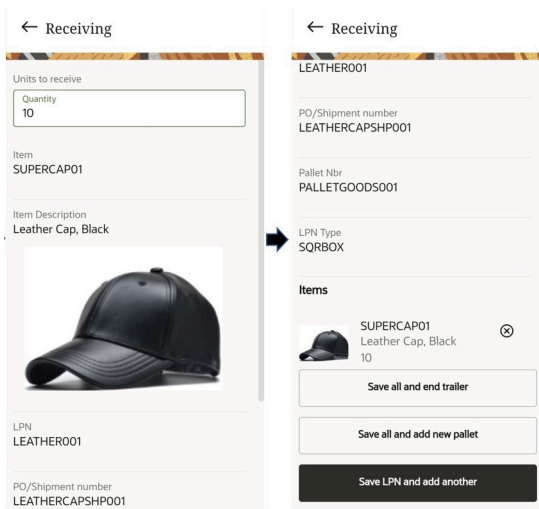 Receiving
Units to receive
Quantity
10
Item
SUPERCAP01
Item Description
Leather Cap, Black
LPN
LEATHER001
PO/Shipment number
LEATHERCAPSHP001
Receiving
LEATHER001
PO/Shipment number
LEATHERCAPSHP001
Pallet Nbr
PALLETGOODS001
LPN Type
SQRBOX
Items
SUPERCAP01
Leather Cap, Black
10
Save all and end trailer
Save all and add new pallet
Save LPN and add another